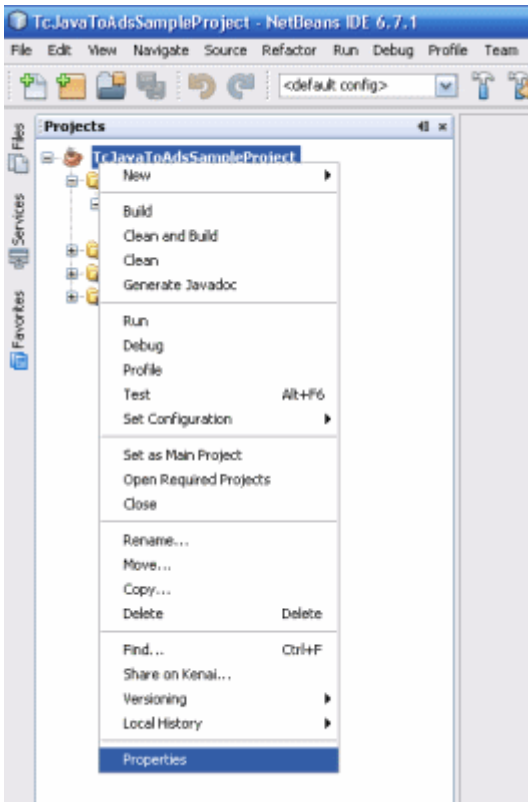 TcJavaToAdsSampleProject - NetBeans IDE 6.7.1
File Edit View Navigate Source Refactor Run Debug Profile Team
<default config>
Files
Services
Favorites
Projects
TcJavaToAdsSampleProject
New
Build
Clean and Build
Clean
Generate Javadoc
Run
Debug
Profile
Test Alt+F6
Set Configuration
Set as Main Project
Open Required Projects
Close
Rename...
Move...
Copy...
Delete Delete
Find... Ctrl+F
Share on Kenai...
Versioning
Local History
Properties